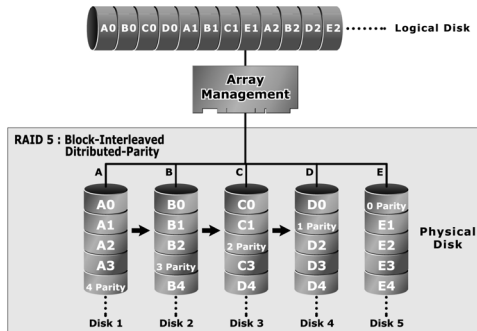 A0 B0 C0 D0 A1 B1 C1 E1 A2 B2 D2 E2 Logical Disk
Array
Management
RAID 5 : Block-Interleaved
Ditributed-Parity
A B C D E
A0 B0 C0 D0 0 Parity
A1 B1 C1 1 Parity E1
A2 B2 2 Parity D2 E2
A3 3 Parity C3 D3 E3
4 Parity B4 D4 D4 E4
Physical
Disk
Disk 1 Disk 2 Disk 3 Disk 4 Disk 5